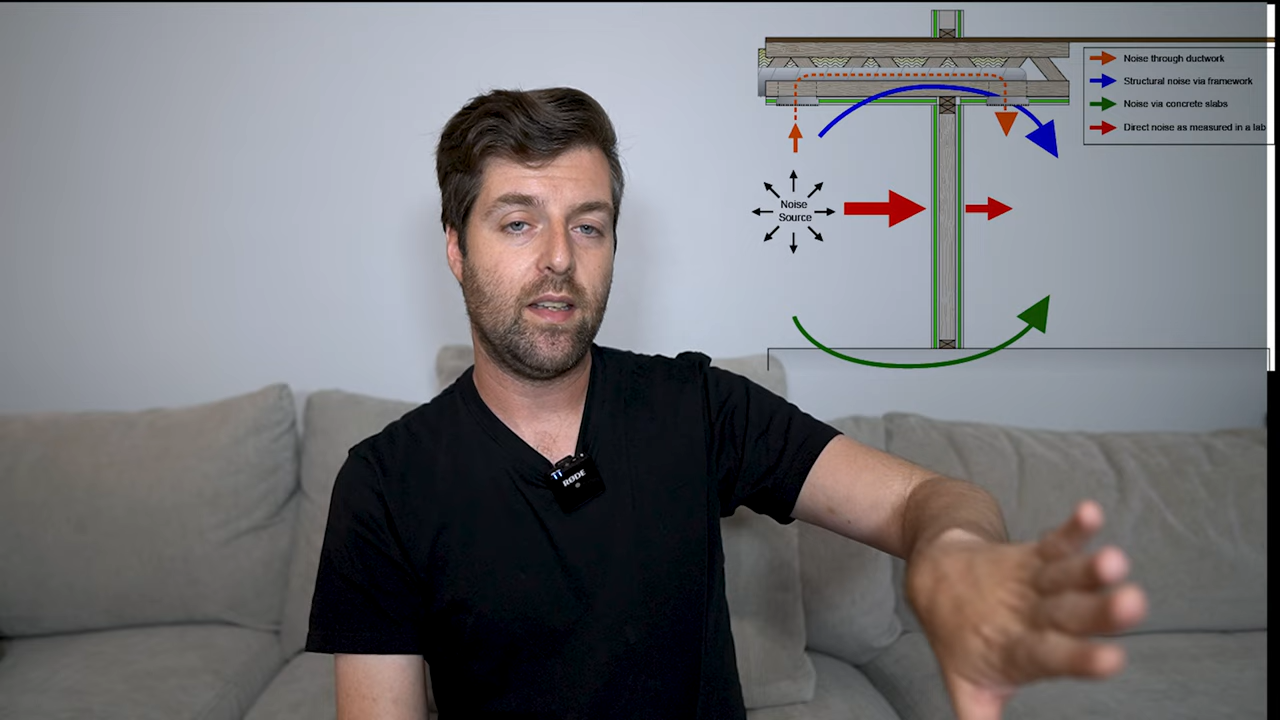 Noise through ductwork
Structural noise via framework
Noise via concrete slabs
Direct noise as measured in a lab
Noise
Source
RØDE